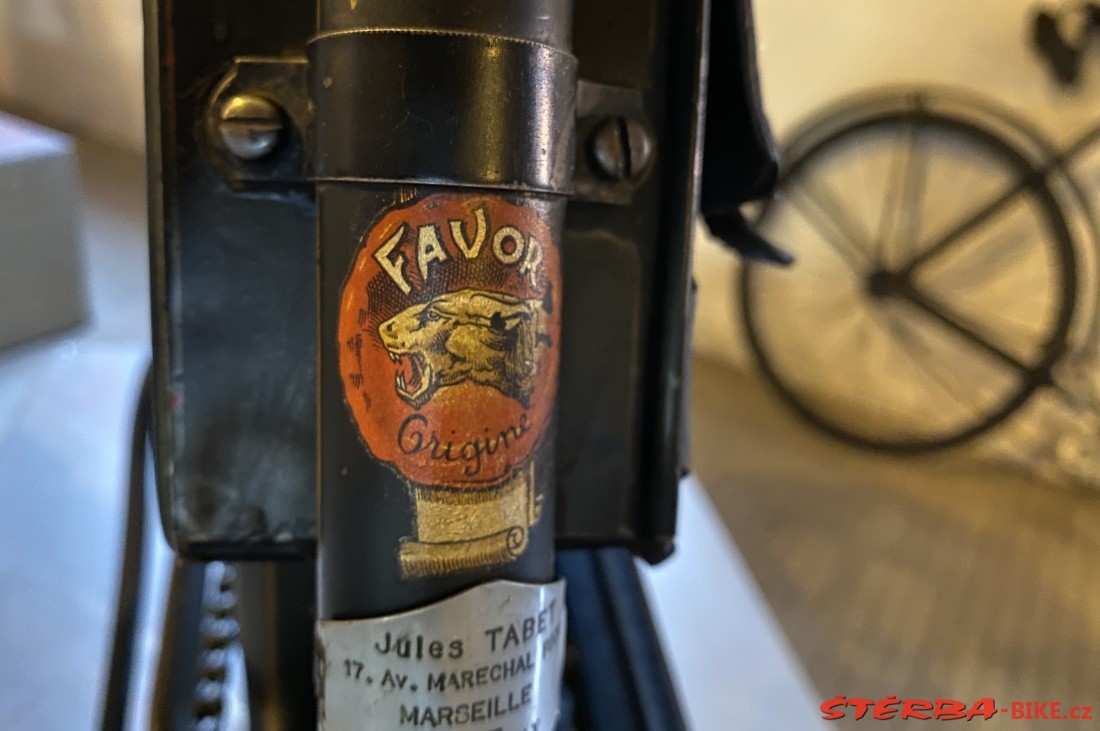 FAVOR
Origine
Jules TABET
17. AV. MARECHAL
MARSEILLE
ŠTĚRBA-BIKE.cz